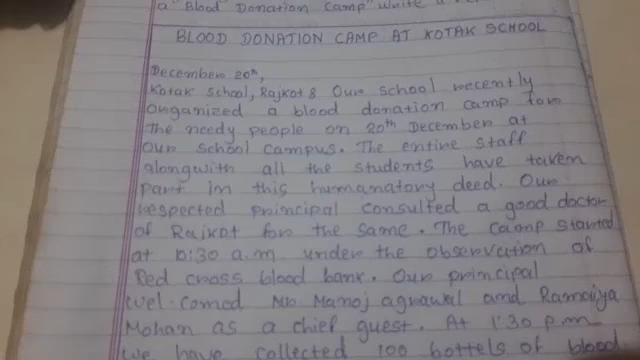 a "Blood Donation Camp" write a
BLOOD DONATION CAMP AT KOTAK SCHOOL
December 20th,
Kotak School, Rajkot : Our school recently
organized a blood donation camp for
the needy people on 20th December at
our school campus. The entire staff
alongwith all the students have taken
part in this humanatory deed. Our
respected principal consulted a good doctor
of Rajkot for the same. The camp started
at 10:30 a.m. under the observation of
Red cross blood bank. Our principal
wel-comed Mr. Manoj agrawal and Ramaiya
Mohan as a chief guest. At 1:30 p.m
we have collected 100 bottels of blood